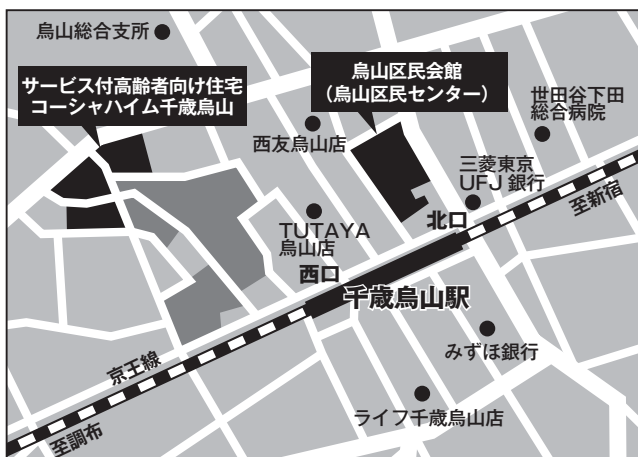 烏山総合支所
サービス付高齢者向け住宅
コーシャハイム千歳烏山
烏山区民会館
（烏山区民センター）
世田谷下田
総合病院
西友烏山店
三菱東京
UFJ 銀行
至新宿
北口
TUTAYA
烏山店
西口
千歳烏山駅
みずほ銀行
京王線
至調布
ライフ千歳烏山店